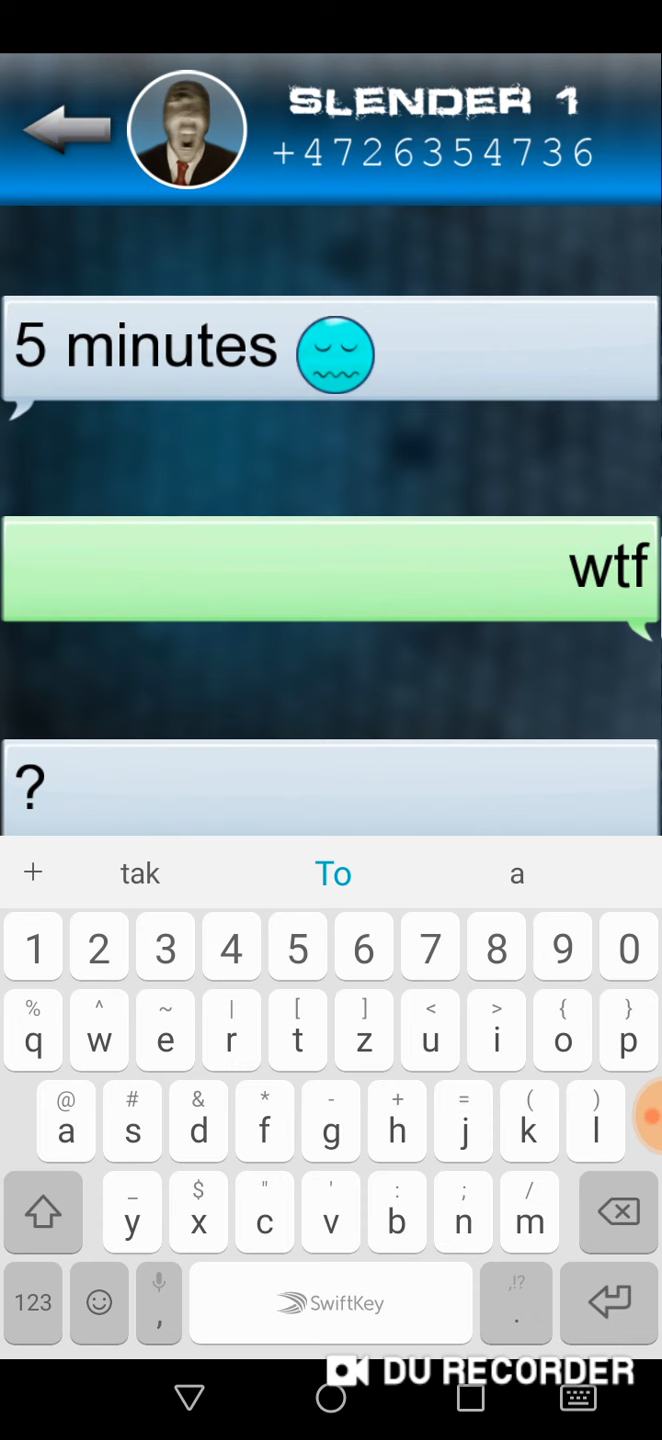 SLENDER 1
+4726354736
5 minutes
wtf
?
+ tak To a
1 2 3 4 5 6 7 8 9 0
% ^ ~ | [ ] < > { }
q w e r t z u i o p
@ # & * - + = ( )
a s d f g h j k l
_ $ " ' : ; /
y x c v b n m
123 , SwiftKey ,!? .
DU RECORDER